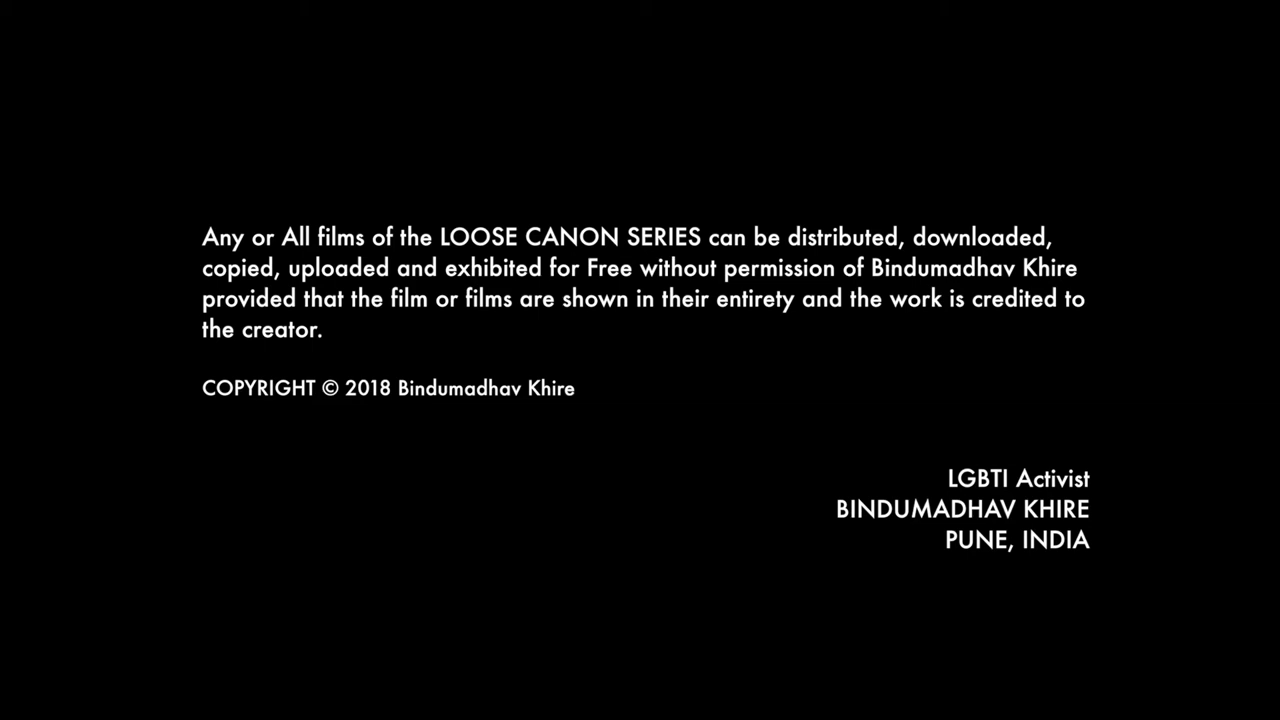 Any or All films of the LOOSE CANON SERIES can be distributed, downloaded,
copied, uploaded and exhibited for Free without permission of Bindumadhav Khire
provided that the film or films are shown in their entirety and the work is credited to
the creator.
COPYRIGHT © 2018 Bindumadhav Khire
LGBTI Activist
BINDUMADHAV KHIRE
PUNE, INDIA